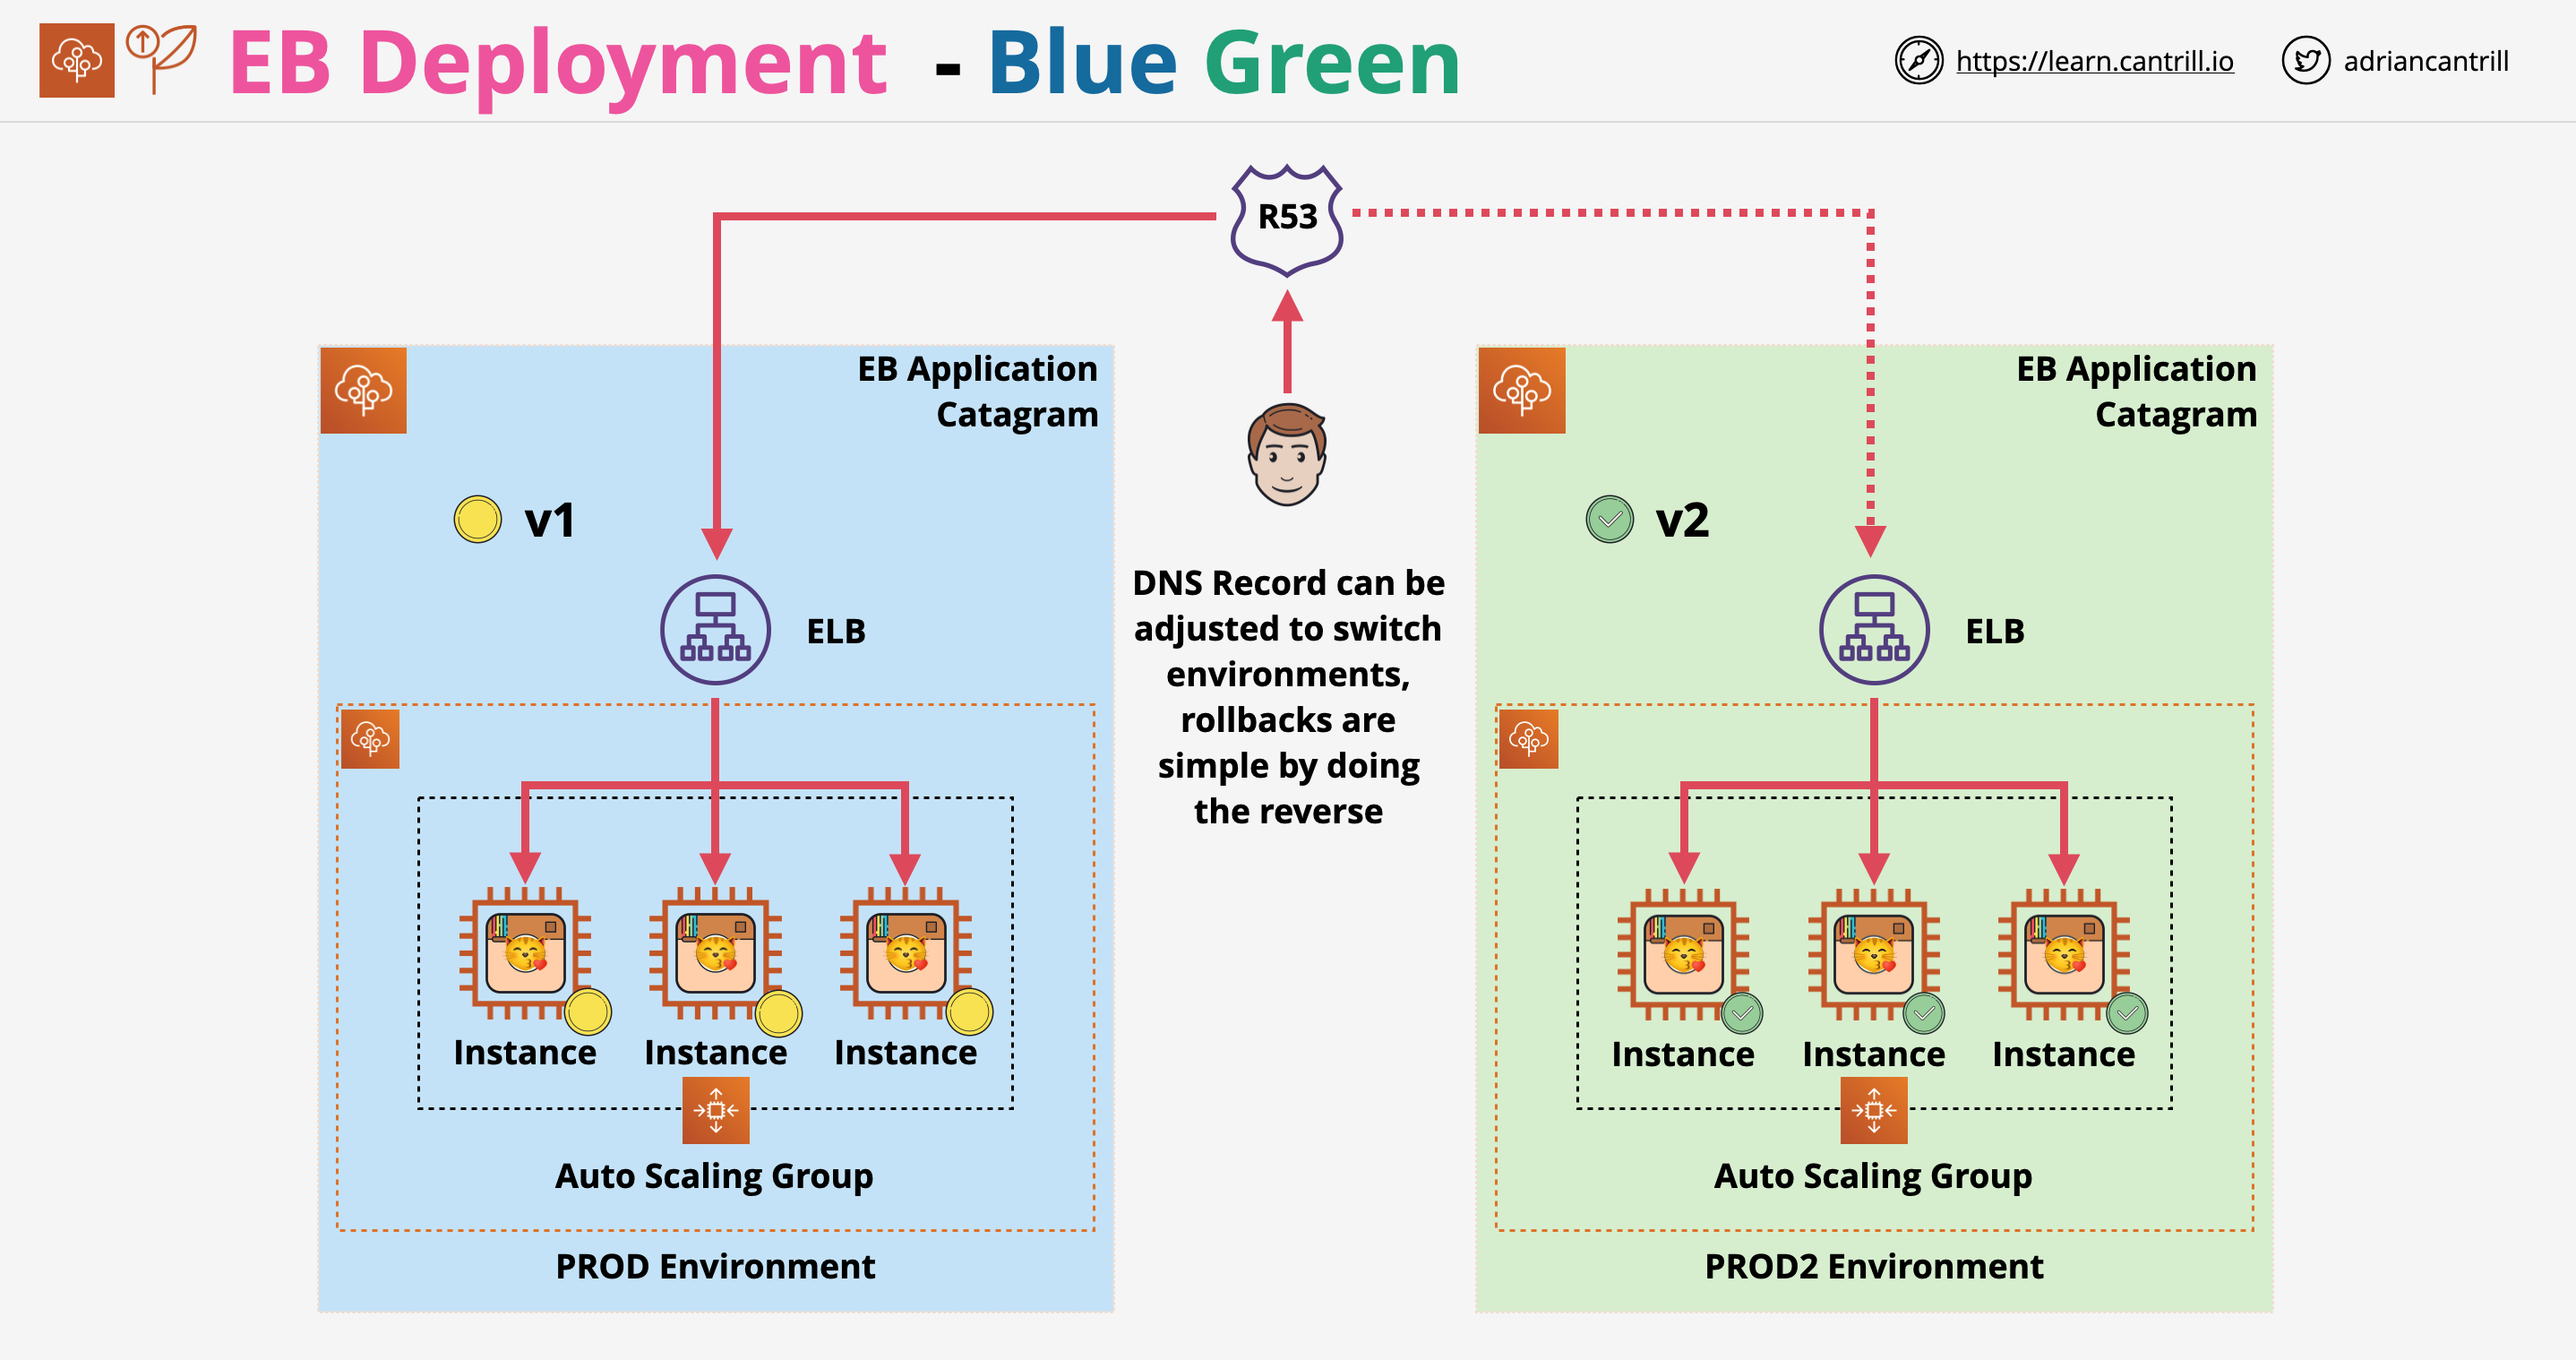 EB Deployment - Blue Green
https://learn.cantrill.io
adriancantrill
R53
EB Application
Catagram
v1
ELB
Instance
Instance
Instance
Auto Scaling Group
PROD Environment
DNS Record can be
adjusted to switch
environments,
rollbacks are
simple by doing
the reverse
EB Application
Catagram
v2
ELB
Instance
Instance
Instance
Auto Scaling Group
PROD2 Environment